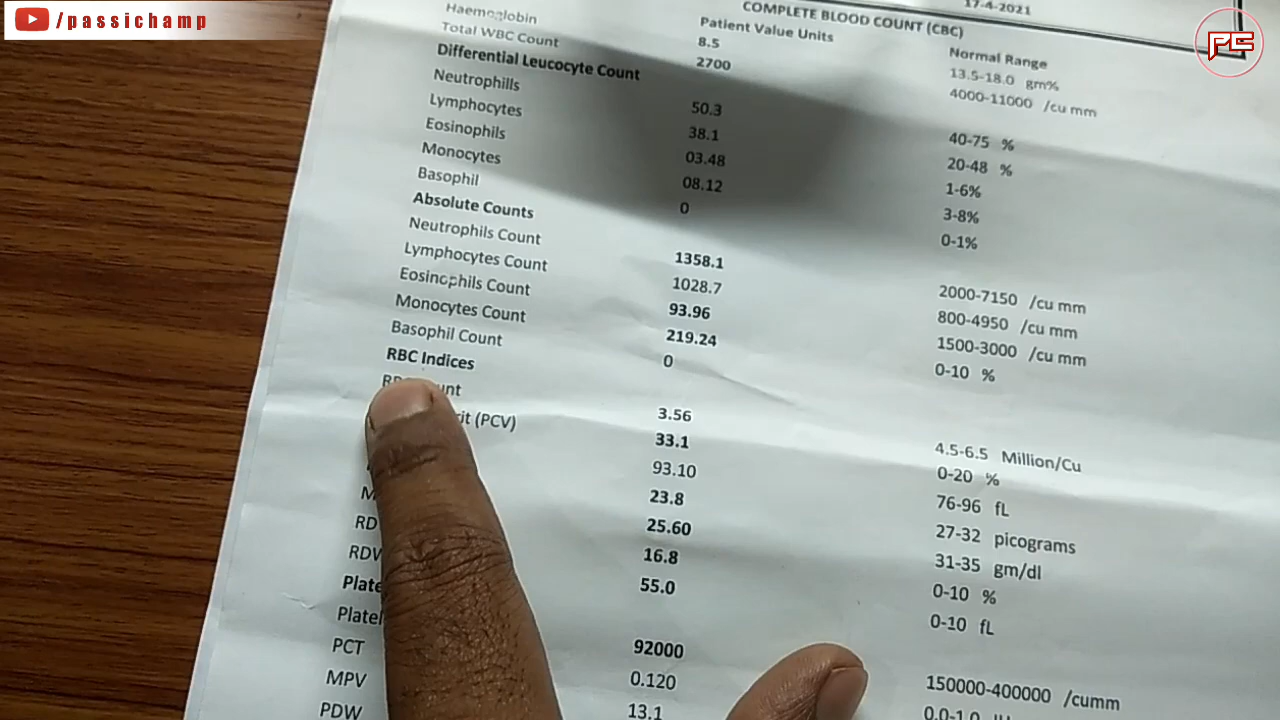 /passichamp
17-4-2021
PC
COMPLETE BLOOD COUNT (CBC)
Patient Value Units Normal Range
Haemoglobin 8.5 13.5-18.0 gm%
Total WBC Count 2700 4000-11000 /cu mm
Differential Leucocyte Count
Neutrophills 50.3 40-75 %
Lymphocytes 38.1 20-48 %
Eosinophils 03.48 1-6%
Monocytes 08.12 3-8%
Basophil 0 0-1%
Absolute Counts
Neutrophils Count 1358.1 2000-7150 /cu mm
Lymphocytes Count 1028.7 800-4950 /cu mm
Eosinophils Count 93.96 1500-3000 /cu mm
Monocytes Count 219.24 0-10 %
Basophil Count 0
RBC Indices
3.56 4.5-6.5 Million/Cu
(PCV) 33.1 0-20 %
93.10 76-96 fL
23.8 27-32 picograms
25.60 31-35 gm/dl
16.8 0-10 %
55.0 0-10 fL
92000 150000-400000 /cumm
PCT 0.120
MPV 13.1
PDW